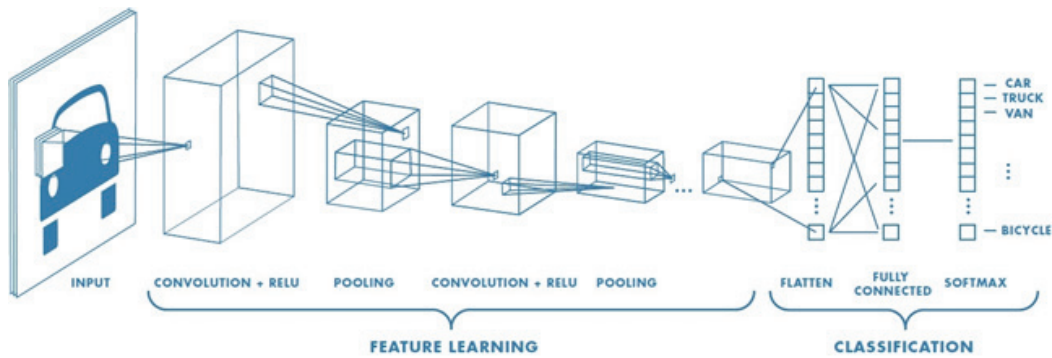 CAR
TRUCK
VAN
BICYCLE
INPUT
CONVOLUTION + RELU
POOLING
CONVOLUTION + RELU
POOLING
FLATTEN
FULLY
CONNECTED
SOFTMAX
FEATURE LEARNING
CLASSIFICATION